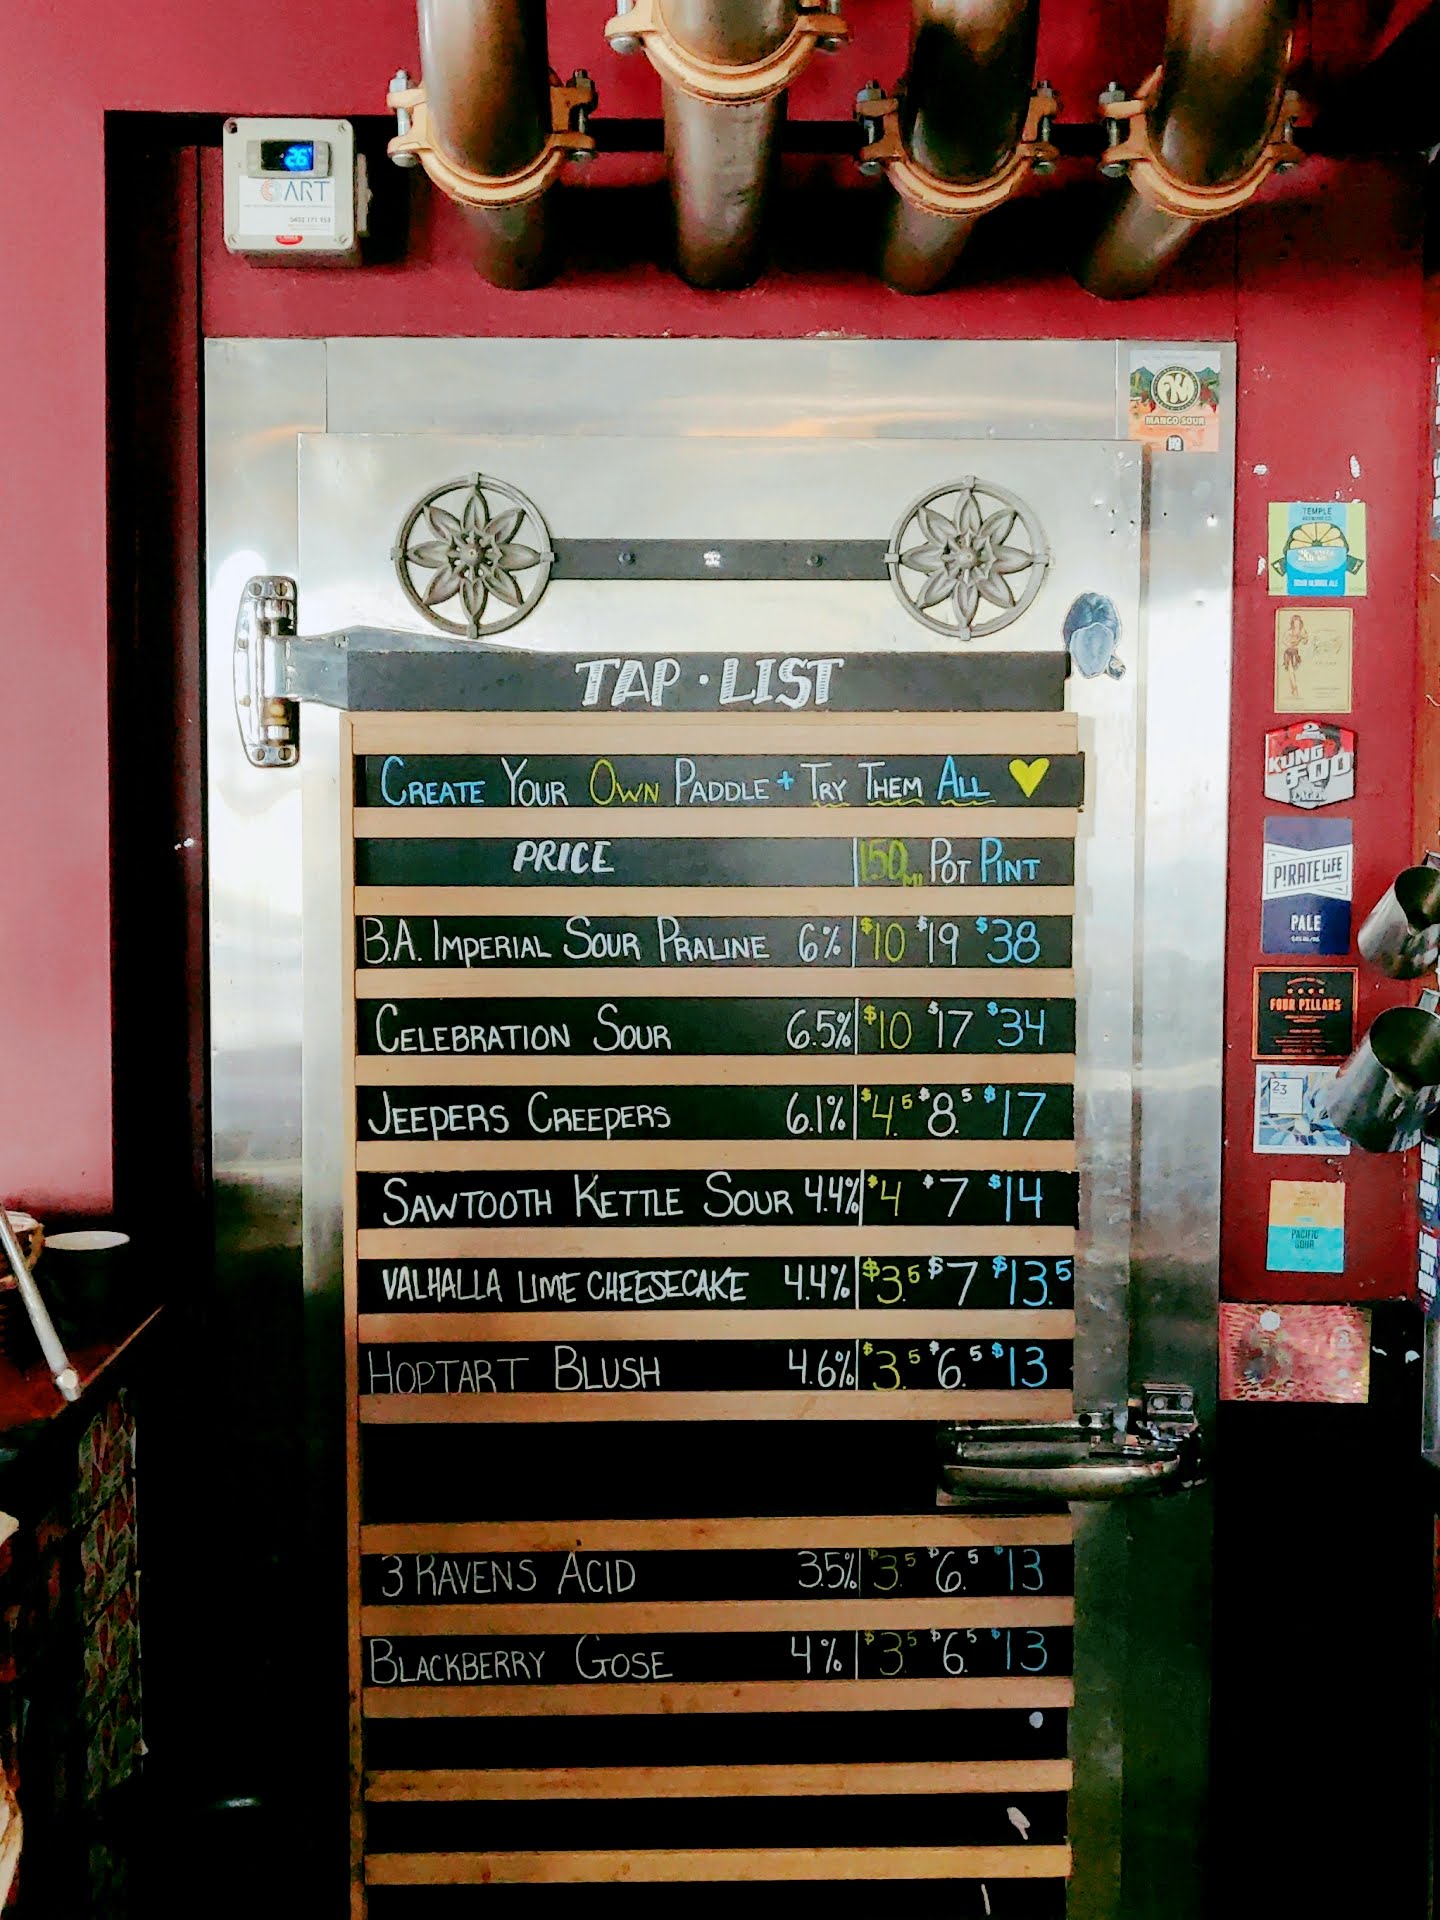 26
ART
0432 171 153
MANGO SOUR
TAP · LIST
CREATE YOUR OWN PADDLE + TRY THEM ALL
PRICE 150ML POT PINT
B.A. IMPERIAL SOUR PRALINE 6% $10 $19 $38
CELEBRATION SOUR 6.5% $10 $17 $34
JEEPERS CREEPERS 6.1% $4.5 $8.5 $17
SAWTOOTH KETTLE SOUR 4.4% $4 $7 $14
VALHALLA LIME CHEESECAKE 4.4% $3.5 $7 $13.5
HOPTART BLUSH 4.6% $3.5 $6.5 $13
3 RAVENS ACID 3.5% $3.5 $6.5 $13
BLACKBERRY GOSE 4% $3.5 $6.5 $13
TEMPLE
KUNG
FOO
LAGER
PIRATE LIFE
PALE
FOUR PILLARS
23
PACIFIC
SOUR